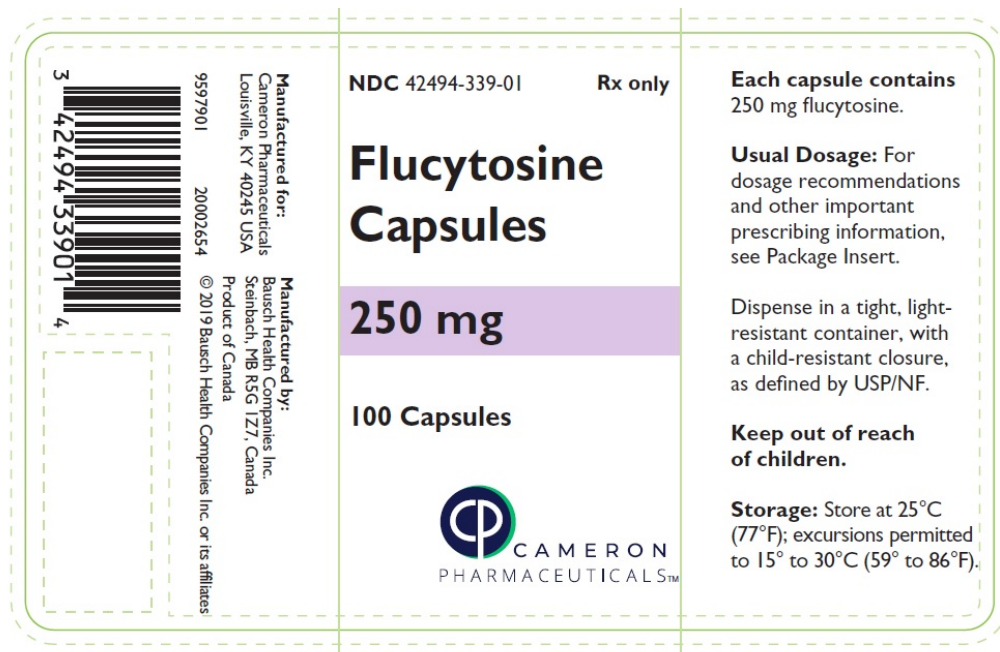 3 42494 33901 4
9597901 20002654
Manufactured for:
Cameron Pharmaceuticals
Louisville, KY 40245 USA
Manufactured by:
Bausch Health Companies Inc.
Steinbach, MB R5G 1Z7, Canada
Product of Canada
© 2019 Bausch Health Companies Inc. or its affiliates
NDC 42494-339-01 Rx only
Flucytosine
Capsules
250 mg
100 Capsules
CP
CAMERON
PHARMACEUTICALS™
Each capsule contains
250 mg flucytosine.
Usual Dosage: For
dosage recommendations
and other important
prescribing information,
see Package Insert.
Dispense in a tight, light-
resistant container, with
a child-resistant closure,
as defined by USP/NF.
Keep out of reach
of children.
Storage: Store at 25°C
(77°F); excursions permitted
to 15° to 30°C (59° to 86°F).